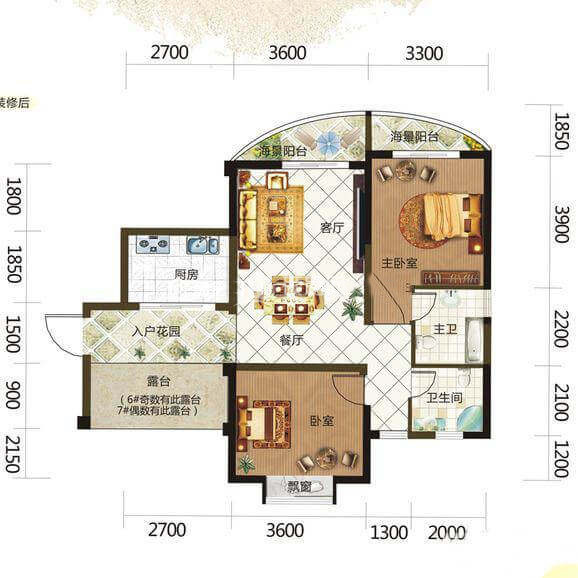 2700 3600 3300
装修后
1850
海景阳台
海景阳台
1800
客厅
3900
厨房
主卧室
1850
入户花园
餐厅
主卫
2200
1500
露台
(6#奇数有此露台
7#偶数有此露台)
卧室
卫生间
900
2100
2150
飘窗
1200
2700 3600 1300 2000